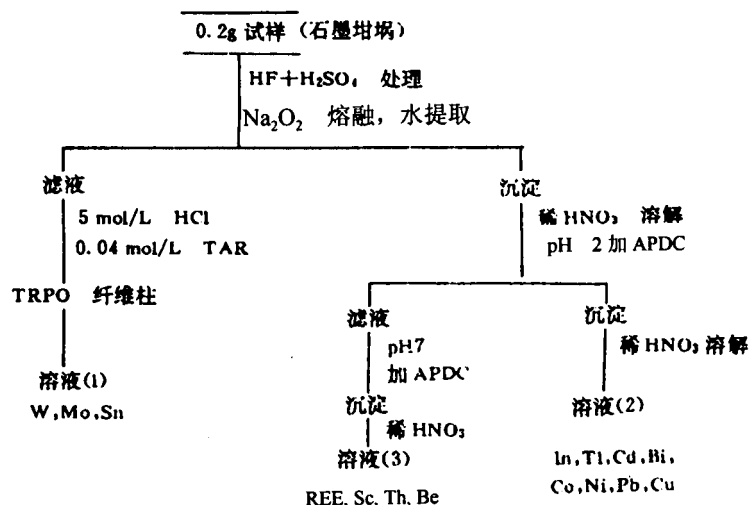 0.2g 试样 (石墨坩埚)
HF+H₂SO₄ 处理
Na₂O₂ 熔融，水提取
滤液
5 mol/L HCl
0.04 mol/L TAR
TRPO 纤维柱
溶液(1)
W,Mo,Sn
沉淀
稀HNO₃ 溶解
pH 2 加 APDC
滤液
pH7
加 APDC
沉淀
稀 HNO₃
溶液(3)
REE, Sc, Th, Be
沉淀
稀 HNO₃ 溶解
溶液(2)
In,Tl,Cd,Bi,
Co,Ni,Pb,Cu